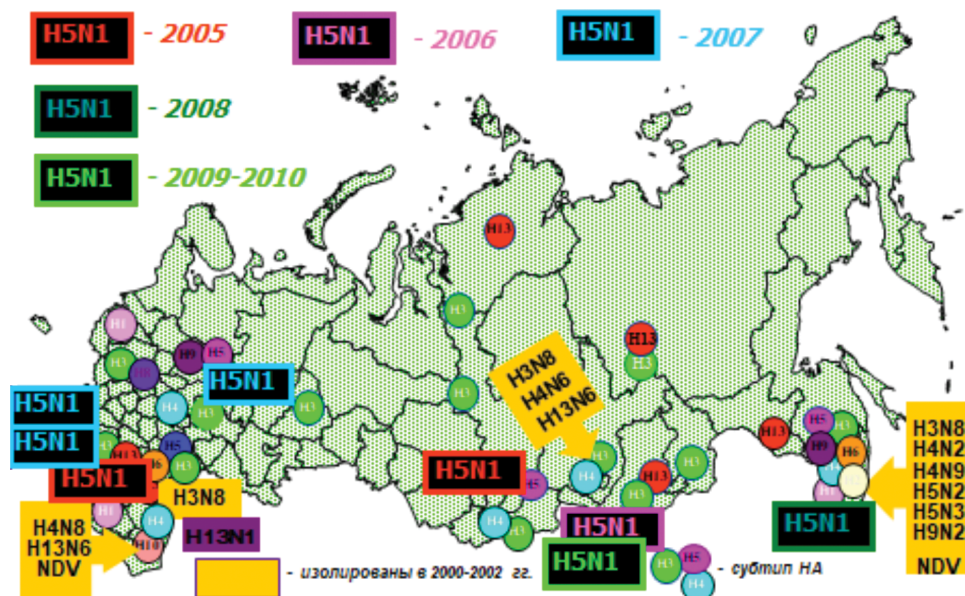 H5N1 - 2005
H5N1 - 2006
H5N1 - 2007
H5N1 - 2008
H5N1 - 2009-2010
H13
H3
H1
H13
H3
H9
H5
H3
H8
H3N8
H4N6
H13N6
H5N1
H3
H4
H3
H3
H5N1
H5N1
H3
H13
H5
H6
H3
H5N1
H3N8
H1
H4
H4N8
H13N6
NDV
H10
H13N1
H5N1
H5
H3
H4
H13
H3
H3
H4
H3
H5N1
H5N1
H13
H5
H3
H9
H6
H4
H1
H5N1
H3N8
H4N2
H4N9
H5N2
H5N3
H9N2
NDV
- изолированы в 2000-2002 гг.
H3
H5
H4
- субтип НА